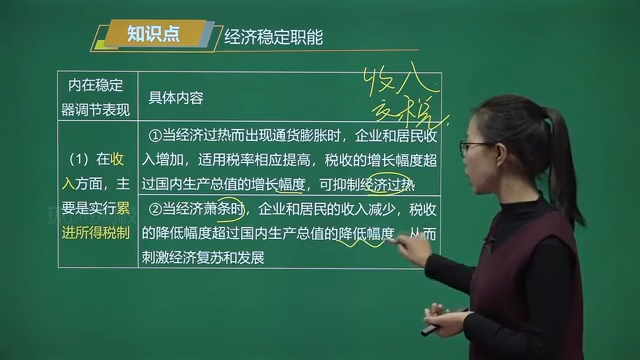 知识点
经济稳定职能
收入
交税
内在稳定
器调节表现
具体内容
(1)在收
入方面,主
要是实行累
进所得税制
①当经济过热而出现通货膨胀时,企业和居民收
入增加,适用税率相应提高,税收的增长幅度超
过国内生产总值的增长幅度,可抑制经济过热
②当经济萧条时,企业和居民的收入减少,税收
的降低幅度超过国内生产总值的降低幅度,从而
刺激经济复苏和发展